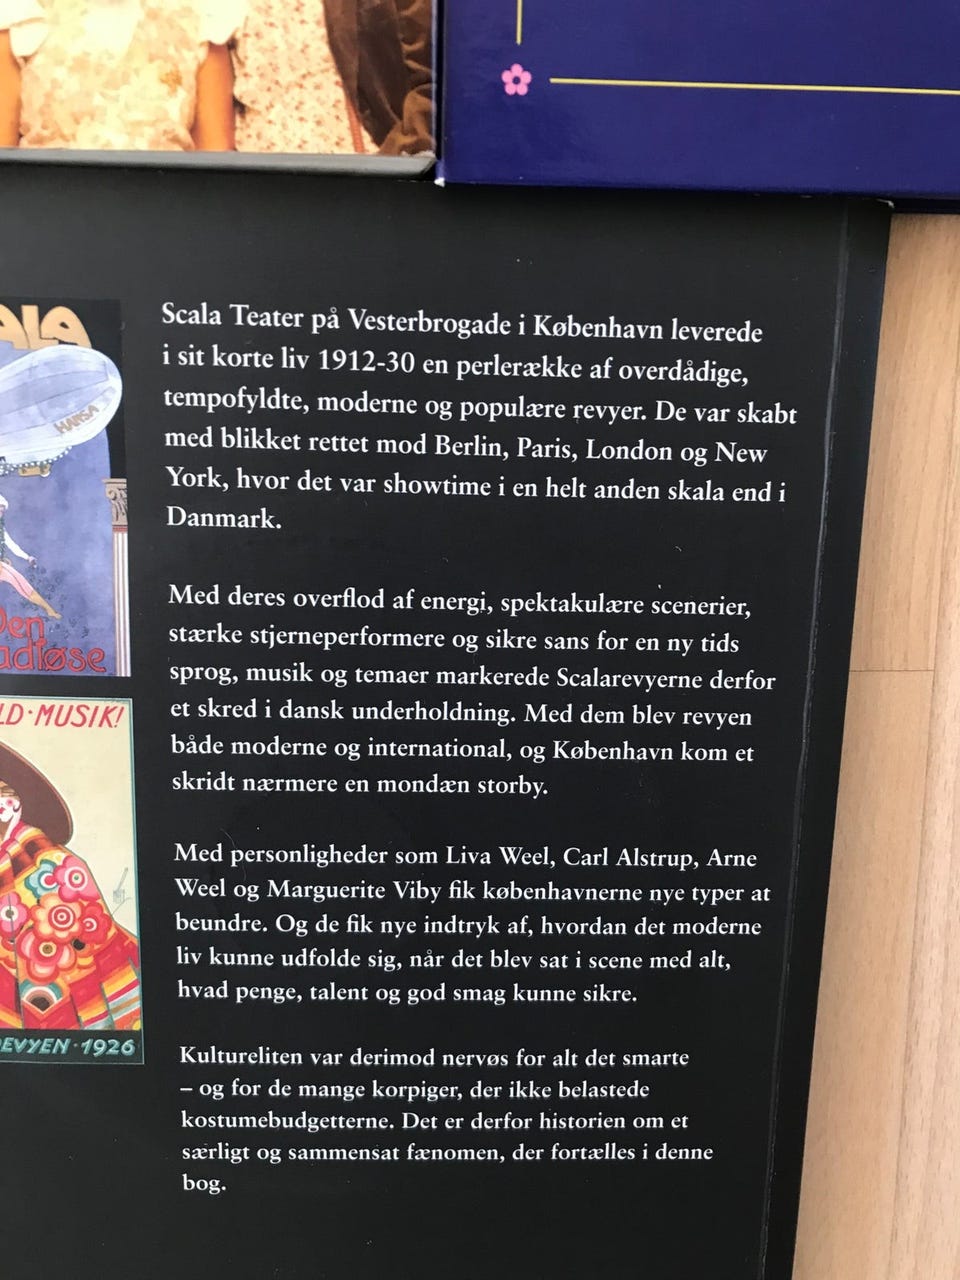 ALA
HANSA
Den
adløse
LD·MUSIK!
EVYEN·1926
Scala Teater på Vesterbrogade i København leverede
i sit korte liv 1912-30 en perlerække af overdådige,
tempofyldte, moderne og populære revyer. De var skabt
med blikket rettet mod Berlin, Paris, London og New
York, hvor det var showtime i en helt anden skala end i
Danmark.
Med deres overflod af energi, spektakulære scenerier,
stærke stjerneperformere og sikre sans for en ny tids
sprog, musik og temaer markerede Scalarevyerne derfor
et skred i dansk underholdning. Med dem blev revyen
både moderne og international, og København kom et
skridt nærmere en mondæn storby.
Med personligheder som Liva Weel, Carl Alstrup, Arne
Weel og Marguerite Viby fik københavnerne nye typer at
beundre. Og de fik nye indtryk af, hvordan det moderne
liv kunne udfolde sig, når det blev sat i scene med alt,
hvad penge, talent og god smag kunne sikre.
Kultureliten var derimod nervøs for alt det smarte
– og for de mange korpiger, der ikke belastede
kostumebudgetterne. Det er derfor historien om et
særligt og sammensat fænomen, der fortælles i denne
bog.